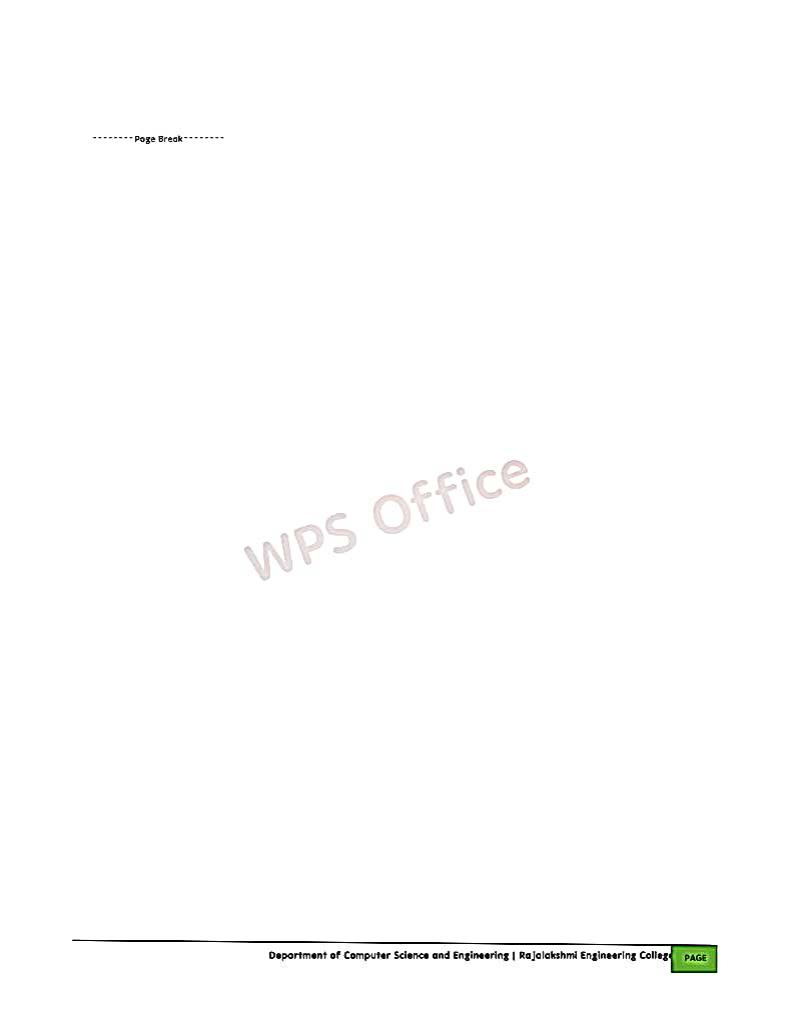 --------Page Break--------
WPS Office
Department of Computer Science and Engineering | Rajalakshmi Engineering College
PAGE